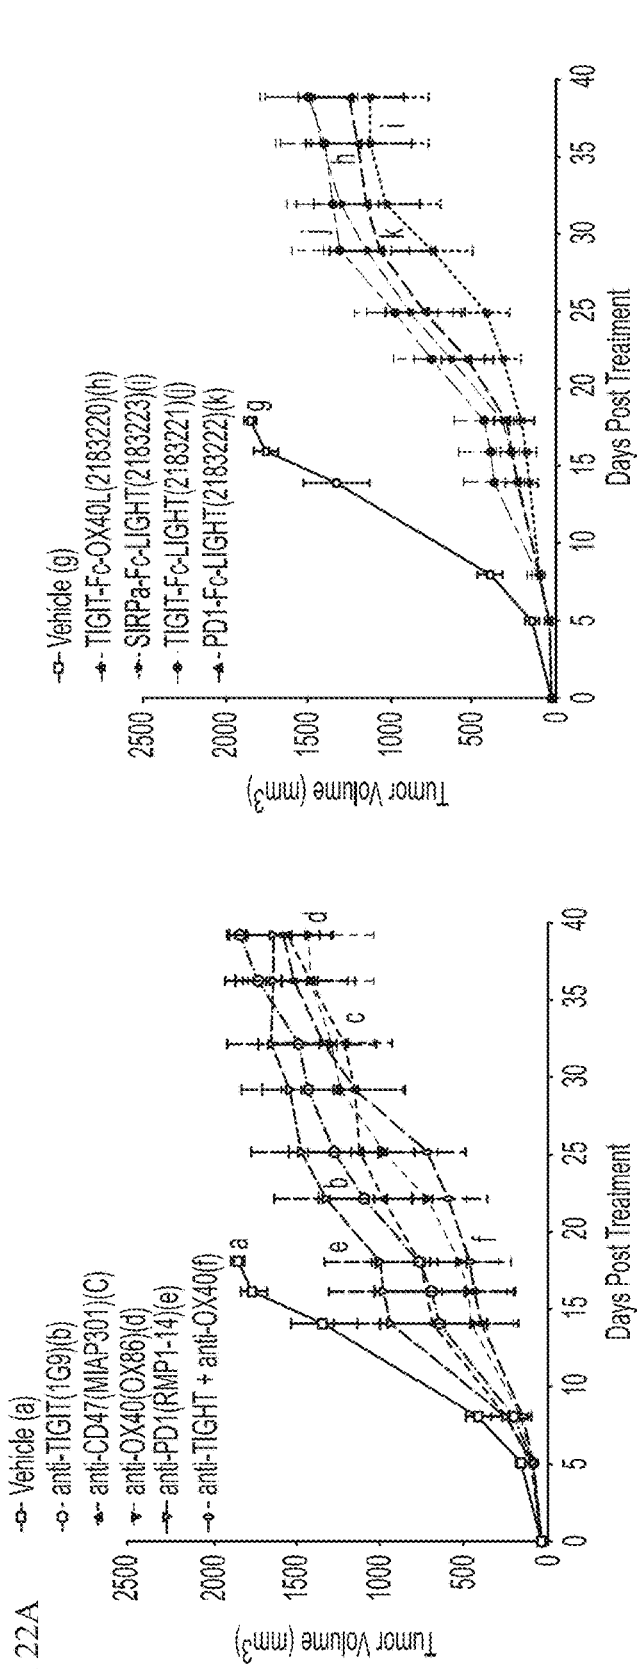 22A
Vehicle (a)
anti-TIGIT(1G9)(b)
anti-CD47(MIAP301)(C)
anti-OX40(OX86)(d)
anti-PD1(RMP1-14)(e)
anti-TIGHT + anti-OX40(f)
Tumor Volume (mm3)
2500
2000
1500
1000
500
0
a
e
b
f
c
d
0 5 10 15 20 25 30 35 40
Days Post Treatment
Vehicle (g)
TIGIT-Fc-OX40L(2183220)(h)
SIRPa-Fc-LIGHT(2183223)(i)
TIGIT-Fc-LIGHT(2183221)(j)
PD1-Fc-LIGHT(2183222)(k)
Tumor Volume (mm3)
2500
2000
1500
1000
500
0
g
j
k
h
i
0 5 10 15 20 25 30 35 40
Days Post Treatment